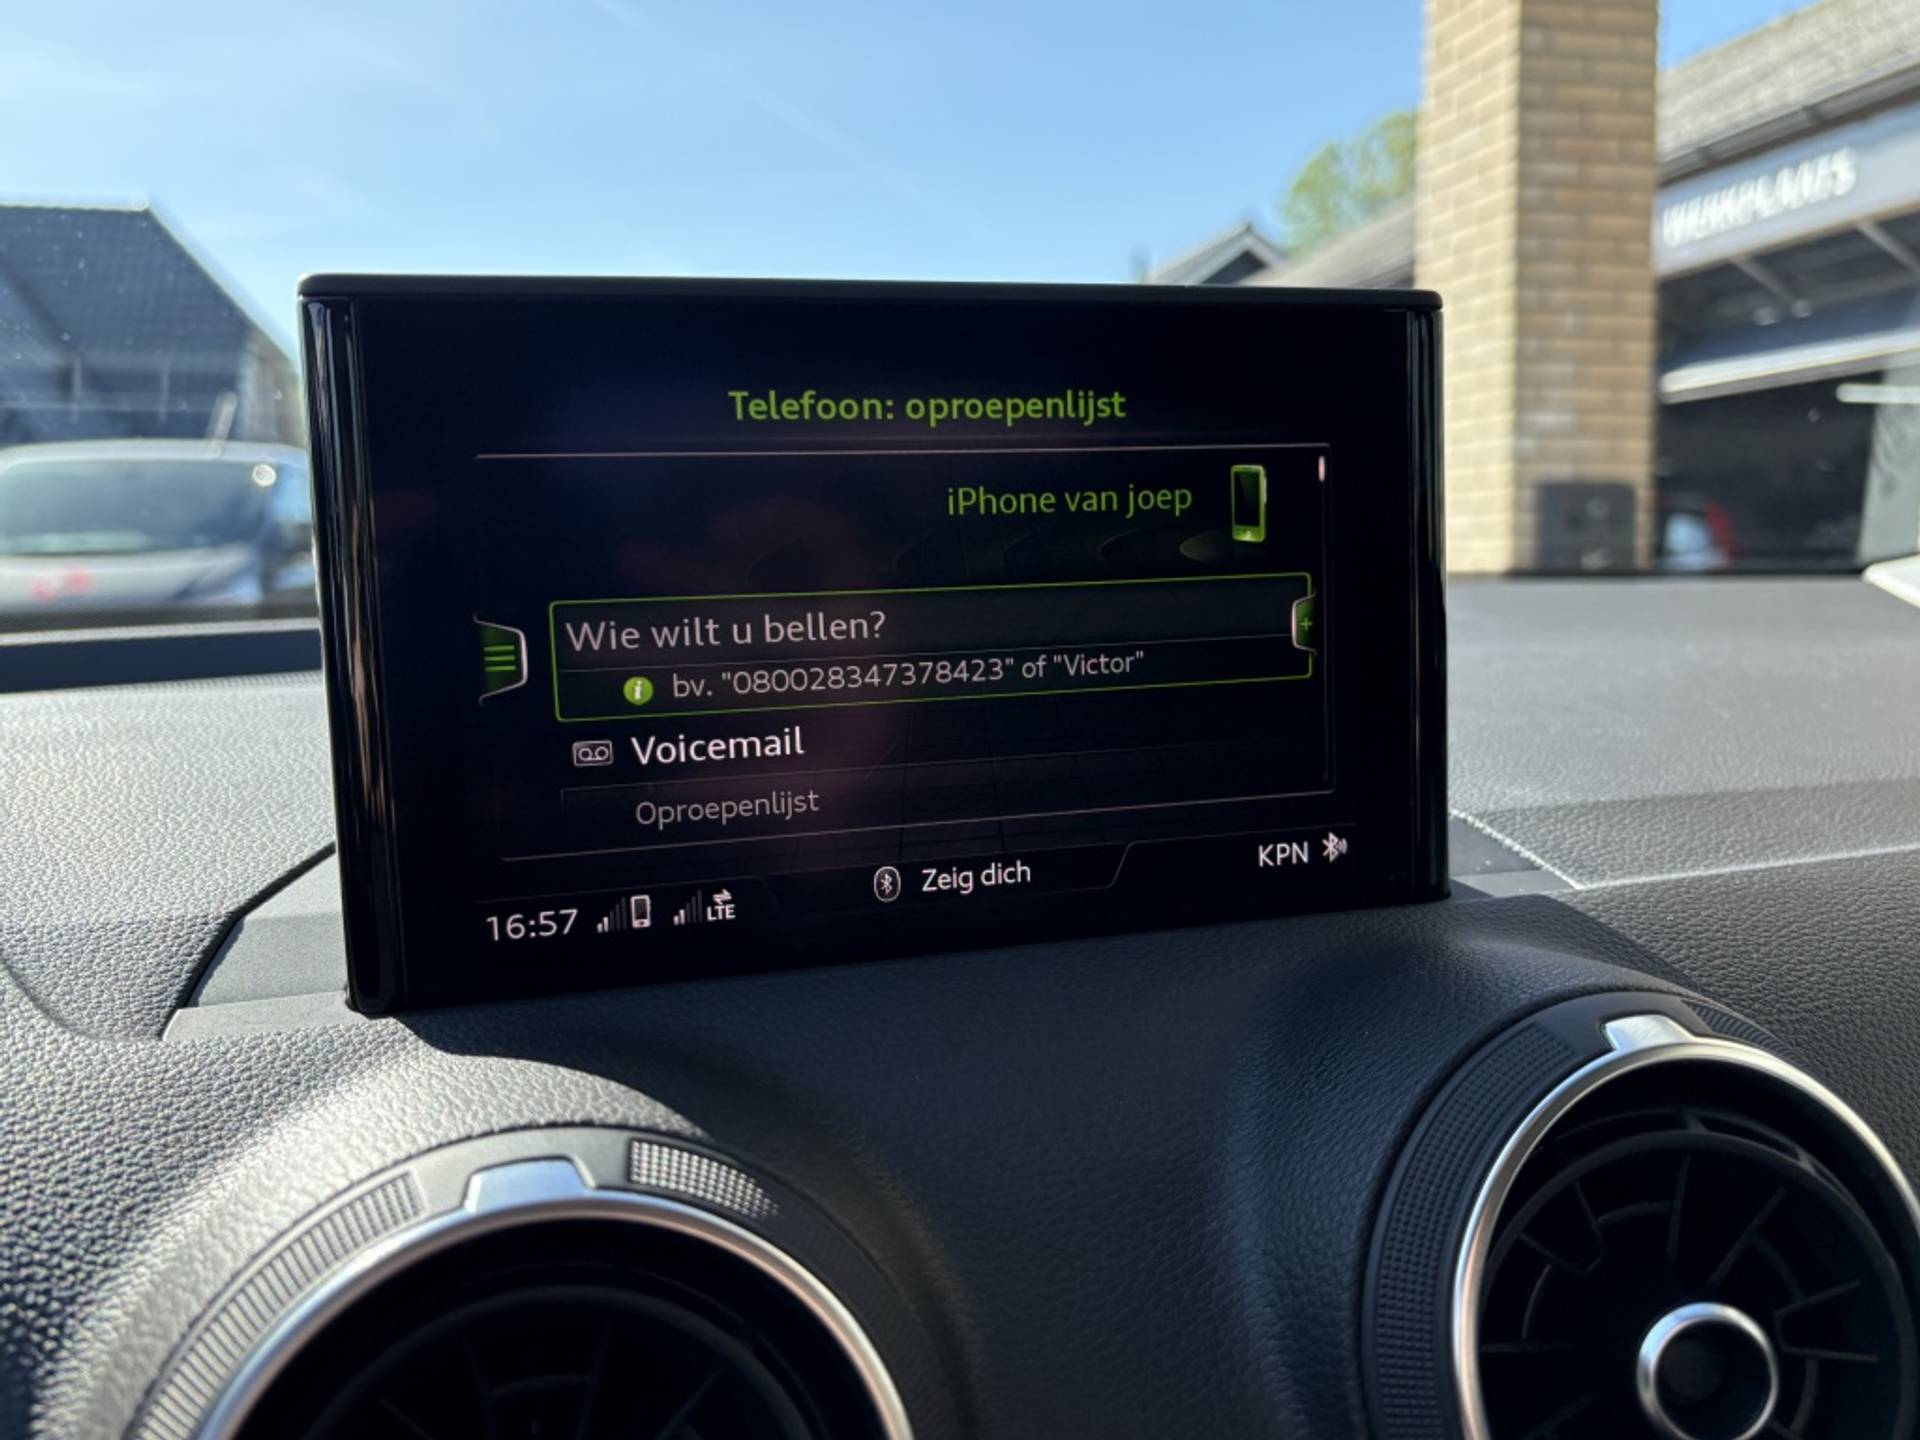 WERKPLAATS
Telefoon: oproepenlijst
iPhone van joep
Wie wilt u bellen?
bv. "080028347378423" of "Victor"
Voicemail
Oproepenlijst
16:57
LTE
Zeig dich
KPN